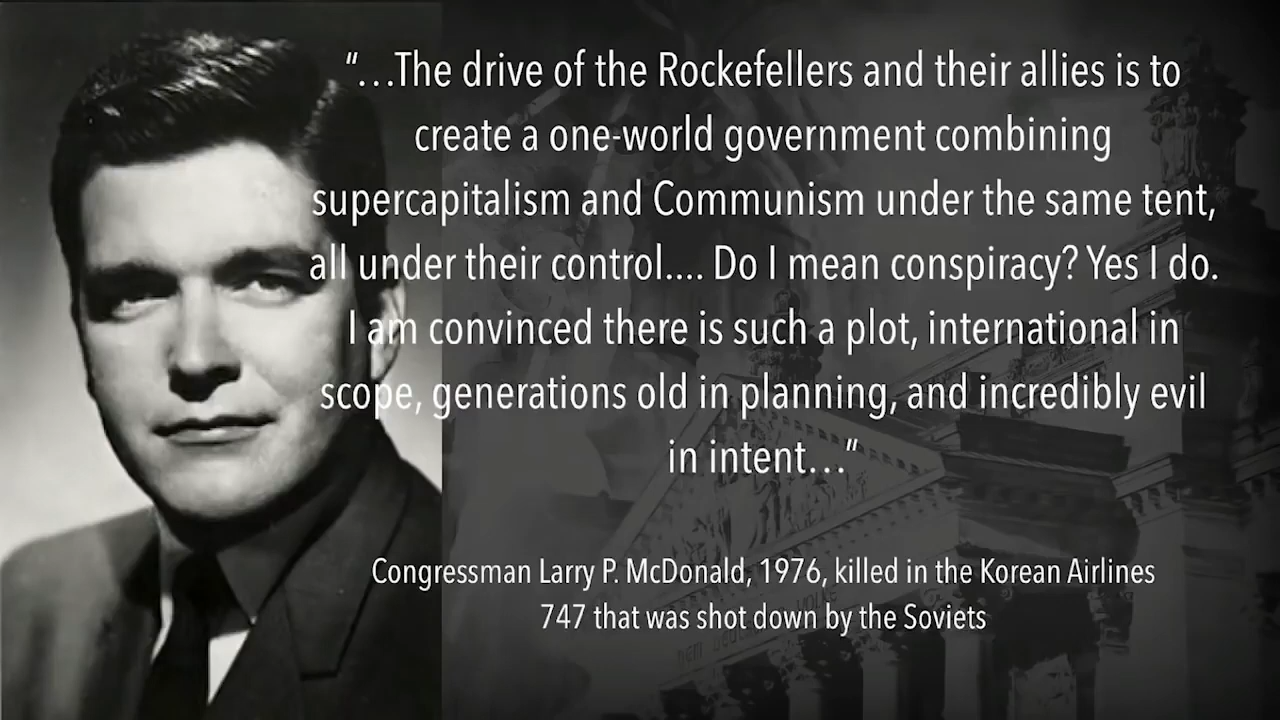 “...The drive of the Rockefellers and their allies is to
create a one-world government combining
supercapitalism and Communism under the same tent,
all under their control.... Do I mean conspiracy? Yes I do.
I am convinced there is such a plot, international in
scope, generations old in planning, and incredibly evil
in intent...”
Congressman Larry P. McDonald, 1976, killed in the Korean Airlines
747 that was shot down by the Soviets